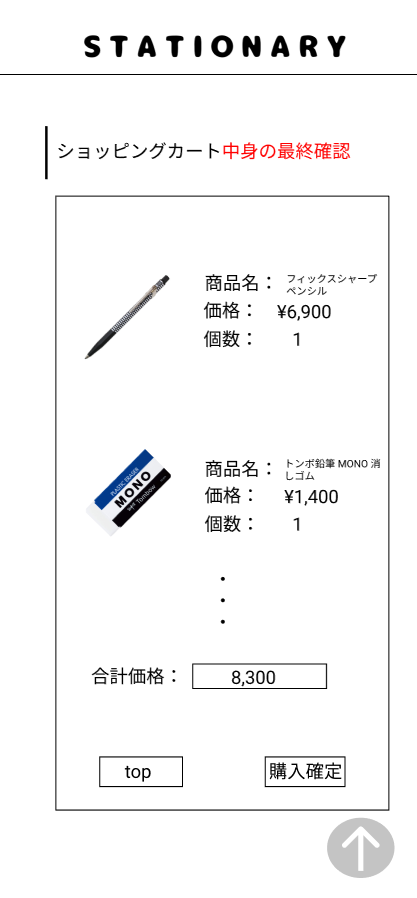 STATIONARY
ショッピングカート中身の最終確認
商品名： フィックスシャープ
ペンシル
価格： ¥6,900
個数： 1
PLASTIC ERASER
MONO
Tombow
商品名： トンボ鉛筆 MONO 消
しゴム
価格： ¥1,400
個数： 1
・
・
・
合計価格： 8,300
top 購入確定